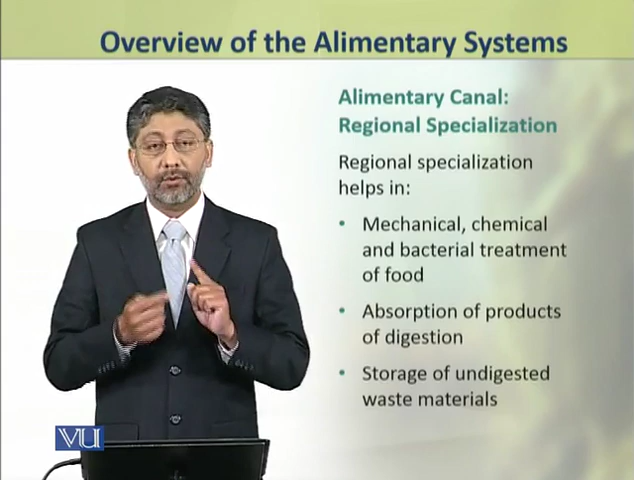 Overview of the Alimentary Systems
Alimentary Canal:
Regional Specialization
Regional specialization
helps in:
• Mechanical, chemical
and bacterial treatment
of food
• Absorption of products
of digestion
• Storage of undigested
waste materials
VU